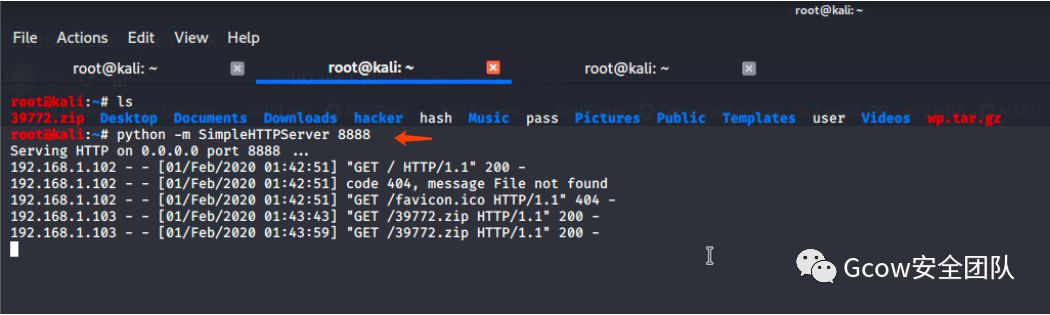 root@kali: ~
File Actions Edit View Help
root@kali: ~ root@kali: ~ root@kali: ~
root@kali:~# ls
39772.zip Desktop Documents Downloads hacker hash Music pass Pictures Public Templates user Videos wp.tar.gz
root@kali:~# python -m SimpleHTTPServer 8888
Serving HTTP on 0.0.0.0 port 8888 ...
192.168.1.102 - - [01/Feb/2020 01:42:51] "GET / HTTP/1.1" 200 -
192.168.1.102 - - [01/Feb/2020 01:42:51] code 404, message File not found
192.168.1.102 - - [01/Feb/2020 01:42:51] "GET /favicon.ico HTTP/1.1" 404 -
192.168.1.103 - - [01/Feb/2020 01:43:43] "GET /39772.zip HTTP/1.1" 200 -
192.168.1.103 - - [01/Feb/2020 01:43:59] "GET /39772.zip HTTP/1.1" 200 -
Gcow安全团队